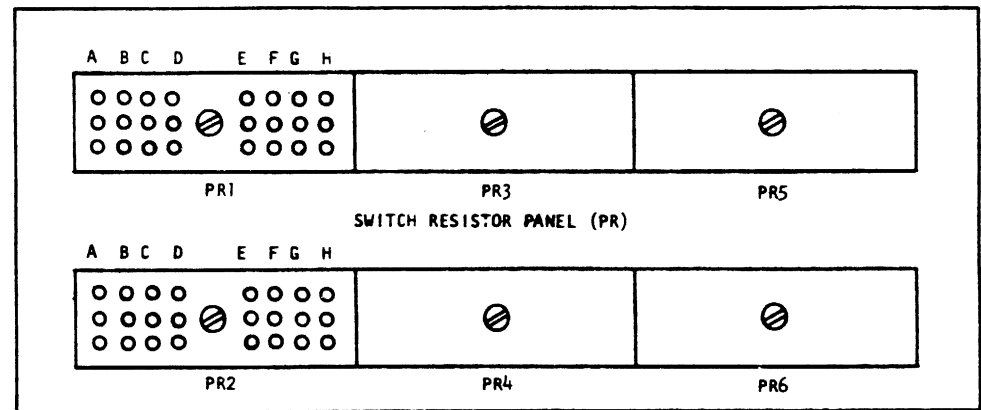 A B C D E F G H
PR1 PR3 PR5
SWITCH RESISTOR PANEL (PR)
A B C D E F G H
PR2 PR4 PR6